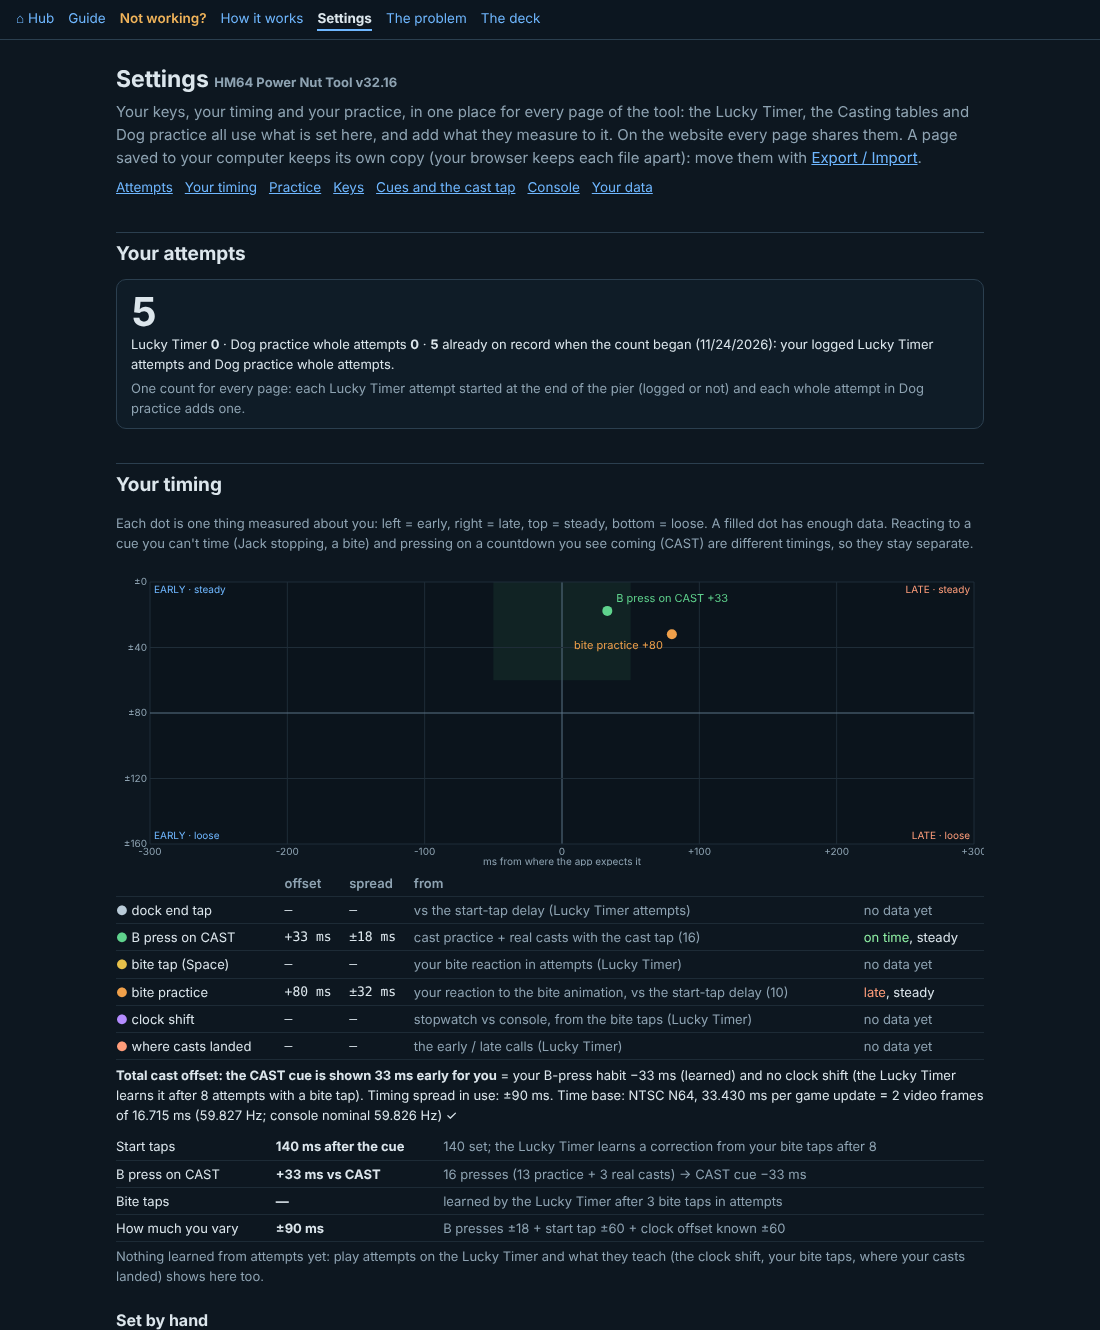 ⌂ Hub Guide Not working? How it works Settings The problem The deck
Settings HM64 Power Nut Tool v32.16
Your keys, your timing and your practice, in one place for every page of the tool: the Lucky Timer, the Casting tables and
Dog practice all use what is set here, and add what they measure to it. On the website every page shares them. A page
saved to your computer keeps its own copy (your browser keeps each file apart): move them with Export / Import.
Attempts Your timing Practice Keys Cues and the cast tap Console Your data
Your attempts
5
Lucky Timer 0 · Dog practice whole attempts 0 · 5 already on record when the count began (11/24/2026): your logged Lucky Timer
attempts and Dog practice whole attempts.
One count for every page: each Lucky Timer attempt started at the end of the pier (logged or not) and each whole attempt in Dog
practice adds one.
Your timing
Each dot is one thing measured about you: left = early, right = late, top = steady, bottom = loose. A filled dot has enough data. Reacting to a
cue you can't time (Jack stopping, a bite) and pressing on a countdown you see coming (CAST) are different timings, so they stay separate.
±0
EARLY · steady
LATE · steady
B press on CAST +33
bite practice +80
±40
±80
±120
EARLY · loose
LATE · loose
±160
-300 -200 -100 0 +100 +200 +300
ms from where the app expects it
offset spread from
dock end tap – – vs the start-tap delay (Lucky Timer attempts) no data yet
B press on CAST +33 ms ±18 ms cast practice + real casts with the cast tap (16) on time, steady
bite tap (Space) – – your bite reaction in attempts (Lucky Timer) no data yet
bite practice +80 ms ±32 ms your reaction to the bite animation, vs the start-tap delay (10) late, steady
clock shift – – stopwatch vs console, from the bite taps (Lucky Timer) no data yet
where casts landed – – the early / late calls (Lucky Timer) no data yet
Total cast offset: the CAST cue is shown 33 ms early for you = your B-press habit −33 ms (learned) and no clock shift (the Lucky Timer
learns it after 8 attempts with a bite tap). Timing spread in use: ±90 ms. Time base: NTSC N64, 33.430 ms per game update = 2 video frames
of 16.715 ms (59.827 Hz; console nominal 59.826 Hz) ✓
Start taps 140 ms after the cue 140 set; the Lucky Timer learns a correction from your bite taps after 8
B press on CAST +33 ms vs CAST 16 presses (13 practice + 3 real casts) → CAST cue −33 ms
Bite taps — learned by the Lucky Timer after 3 bite taps in attempts
How much you vary ±90 ms B presses ±18 + start tap ±60 + clock offset known ±60
Nothing learned from attempts yet: play attempts on the Lucky Timer and what they teach (the clock shift, your bite taps, where your casts
landed) shows here too.
Set by hand